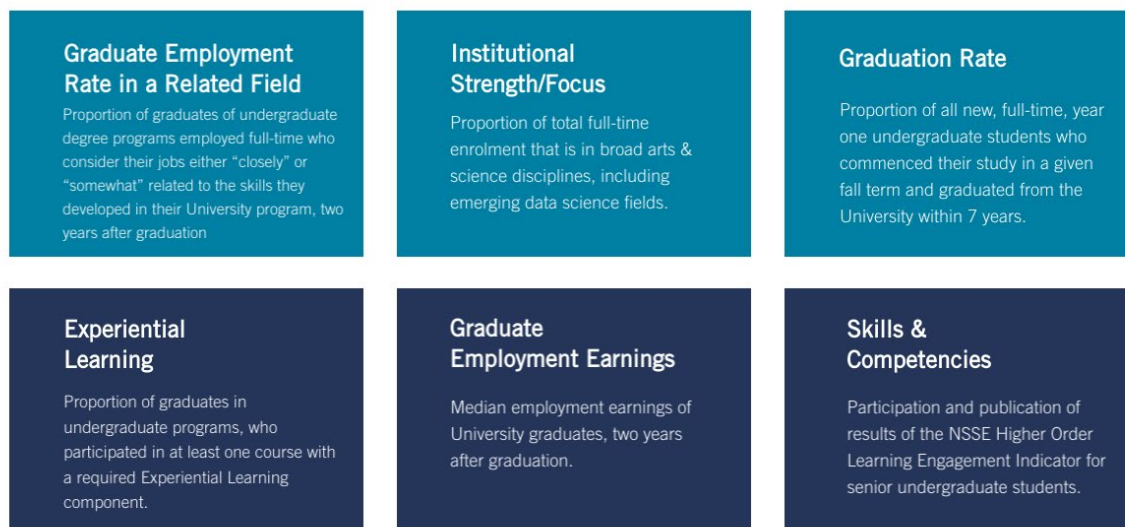 Graduate Employment
Rate in a Related Field
Proportion of graduates of undergraduate
degree programs employed full-time who
consider their jobs either “closely” or
“somewhat” related to the skills they
developed in their University program, two
years after graduation
Institutional
Strength/Focus
Proportion of total full-time
enrolment that is in broad arts &
science disciplines, including
emerging data science fields.
Graduation Rate
Proportion of all new, full-time, year
one undergraduate students who
commenced their study in a given
fall term and graduated from the
University within 7 years.
Experiential
Learning
Proportion of graduates in
undergraduate programs, who
participated in at least one course with
a required Experiential Learning
component.
Graduate
Employment Earnings
Median employment earnings of
University graduates, two years
after graduation.
Skills &
Competencies
Participation and publication of
results of the NSSE Higher Order
Learning Engagement Indicator for
senior undergraduate students.